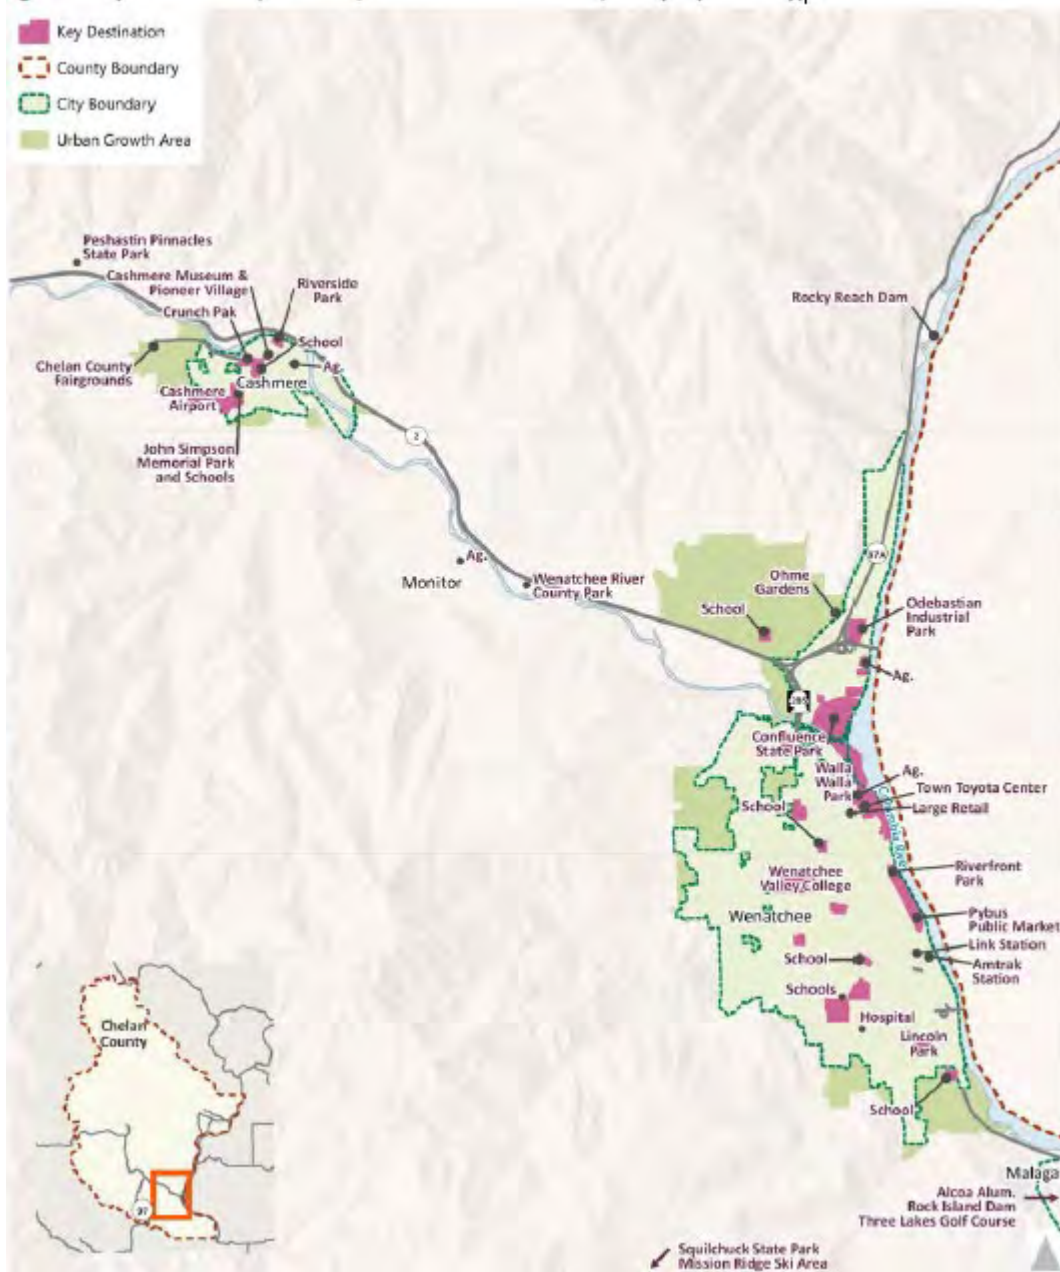 Key Destination
County Boundary
City Boundary
Urban Growth Area
Peshastin Pinnacles
State Park
Cashmere Museum &
Pioneer Village
Riverside
Park
Crunch Pak
School
Ag.
Chelan County
Fairgrounds
Cashmere
Cashmere
Airport
John Simpson
Memorial Park
and Schools
2
Rocky Reach Dam
97A
Ag.
Monitor
Wenatchee River
County Park
Ohme
Gardens
School
Odebastian
Industrial
Park
Ag.
285
Confluence
State Park
Walla
Walla
Park
Ag.
Town Toyota Center
Large Retail
School
Columbia River
Riverfront
Park
Wenatchee
Valley College
Wenatchee
Pybus
Public Market
Link Station
Amtrak
Station
School
Schools
Hospital
Lincoln
Park
School
Malaga
Alcoa Alum.
Rock Island Dam
Three Lakes Golf Course
Squilchuck State Park
Mission Ridge Ski Area
Chelan
County
97